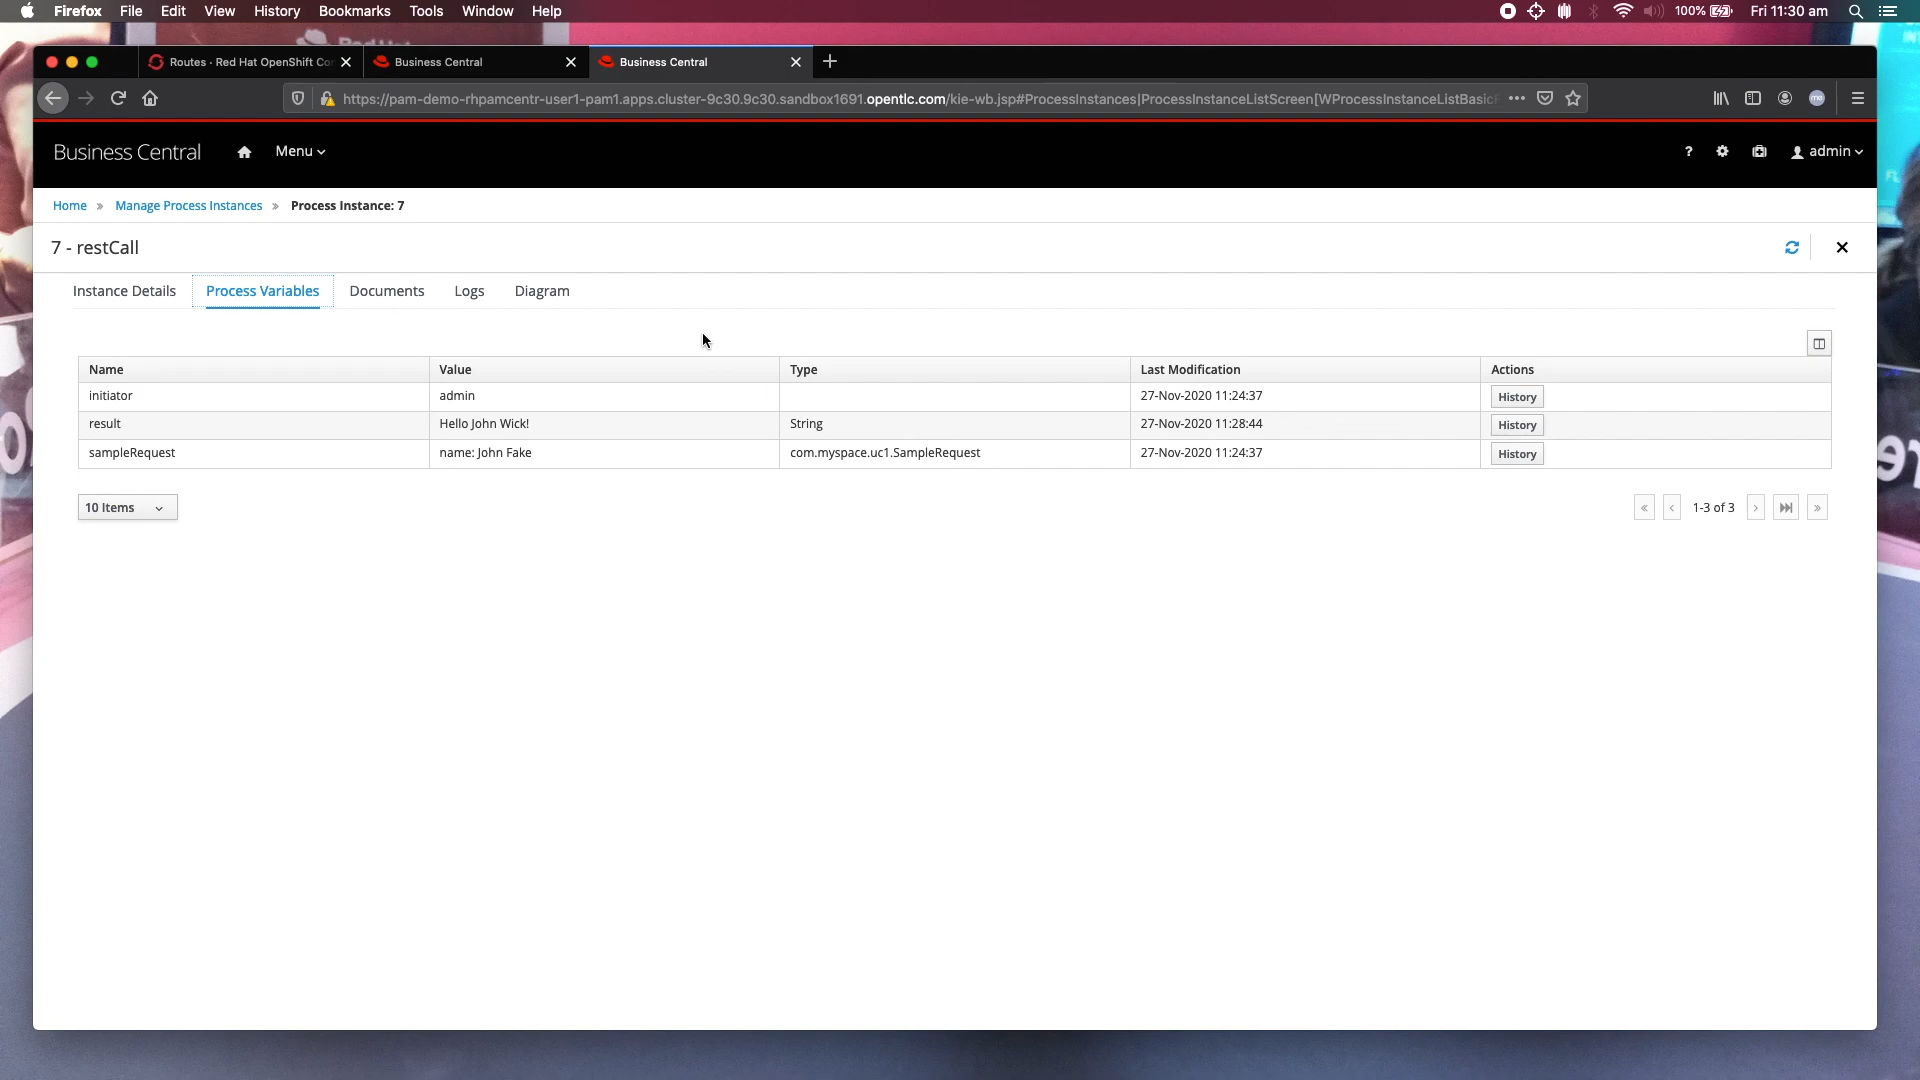 Firefox File Edit View History Bookmarks Tools Window Help 100% Fri 11:30 am
Routes · Red Hat OpenShift Co
Business Central
Business Central
https://pam-demo-rhpamcentr-user1-pam1.apps.cluster-9c30.9c30.sandbox1691.opentlc.com/kie-wb.jsp#ProcessInstances|ProcessInstanceListScreen[WProcessInstanceListBasic
Business Central Menu ? admin
Home » Manage Process Instances » Process Instance: 7
7 - restCall
Instance Details Process Variables Documents Logs Diagram
Name Value Type Last Modification Actions
initiator admin 27-Nov-2020 11:24:37 History
result Hello John Wick! String 27-Nov-2020 11:28:44 History
sampleRequest name: John Fake com.myspace.uc1.SampleRequest 27-Nov-2020 11:24:37 History
10 Items « ‹ 1-3 of 3 › »